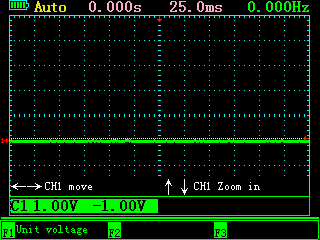 Auto 0.000s 25.0ms 0.000Hz
CH1 move CH1 Zoom in
C1 1.00V -1.00V
F1 Unit voltage F2 F3